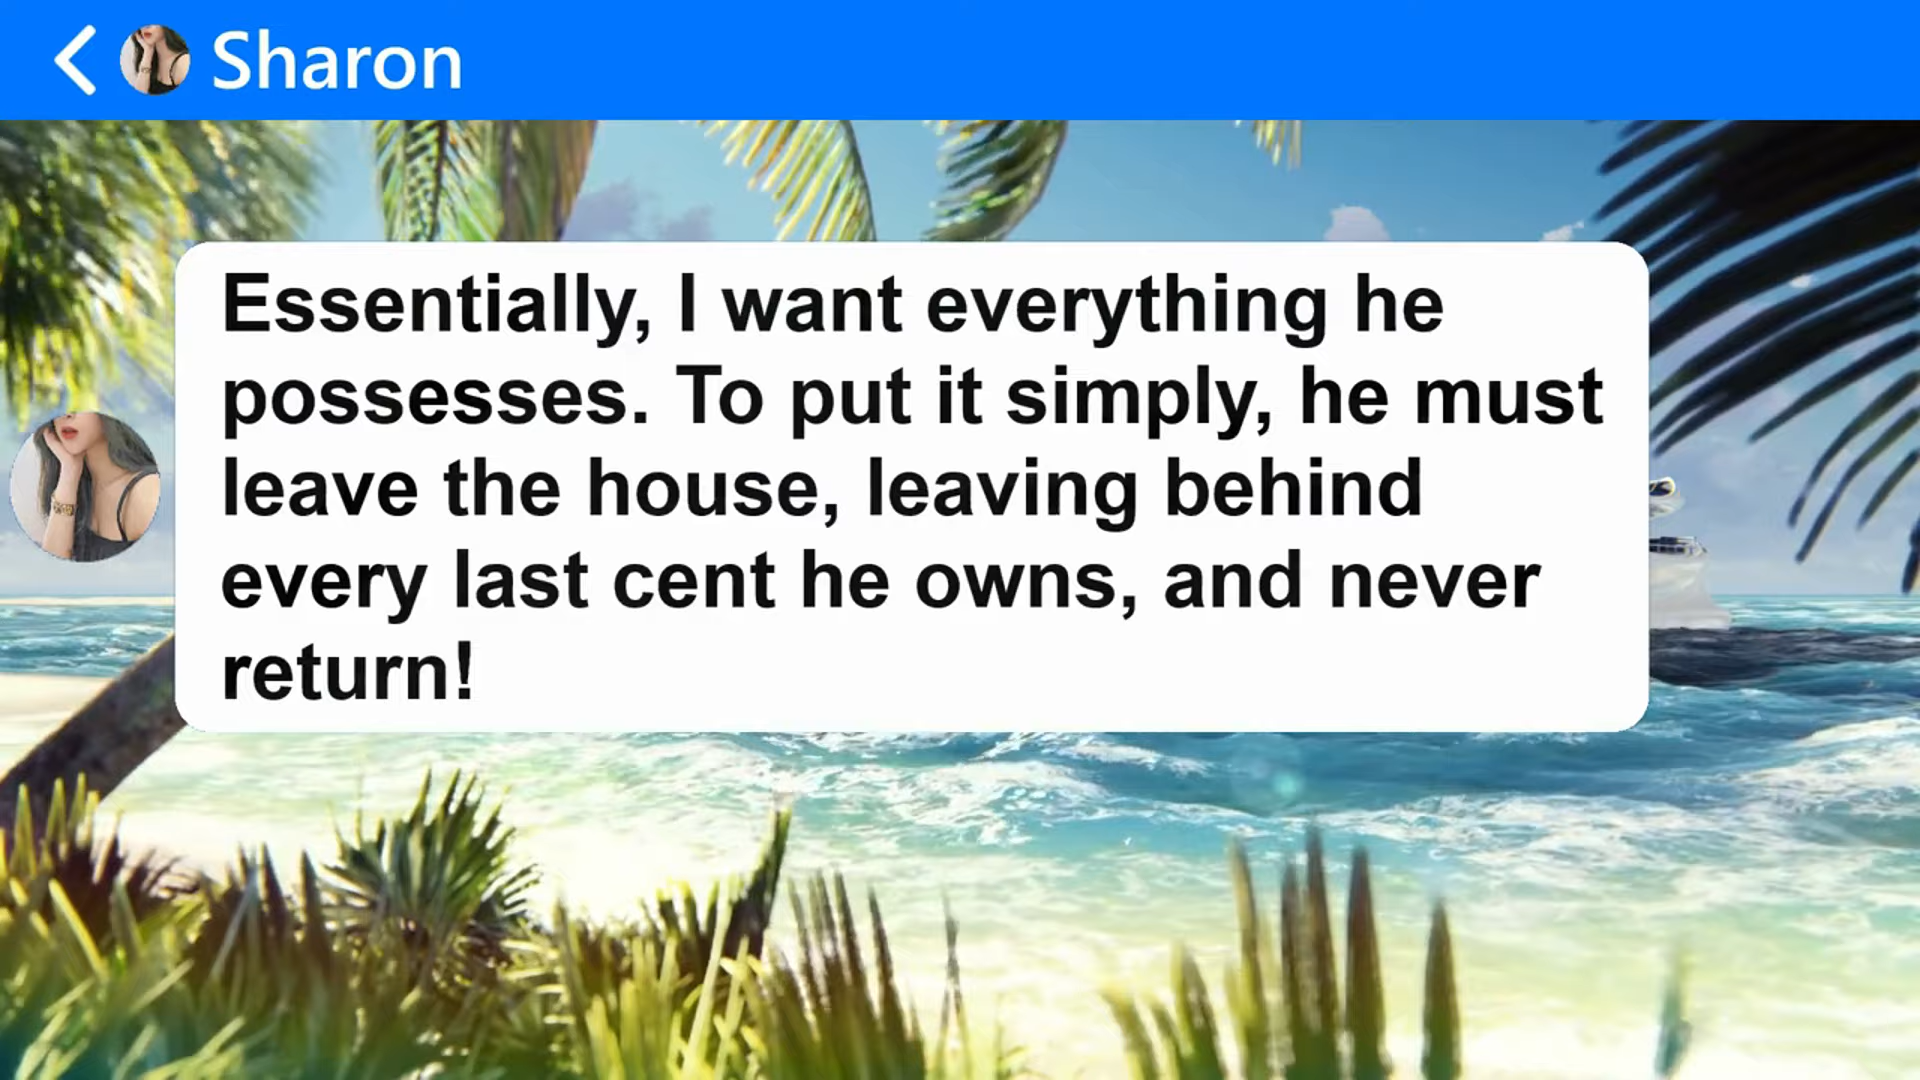 Sharon
Essentially, I want everything he
possesses. To put it simply, he must
leave the house, leaving behind
every last cent he owns, and never
return!